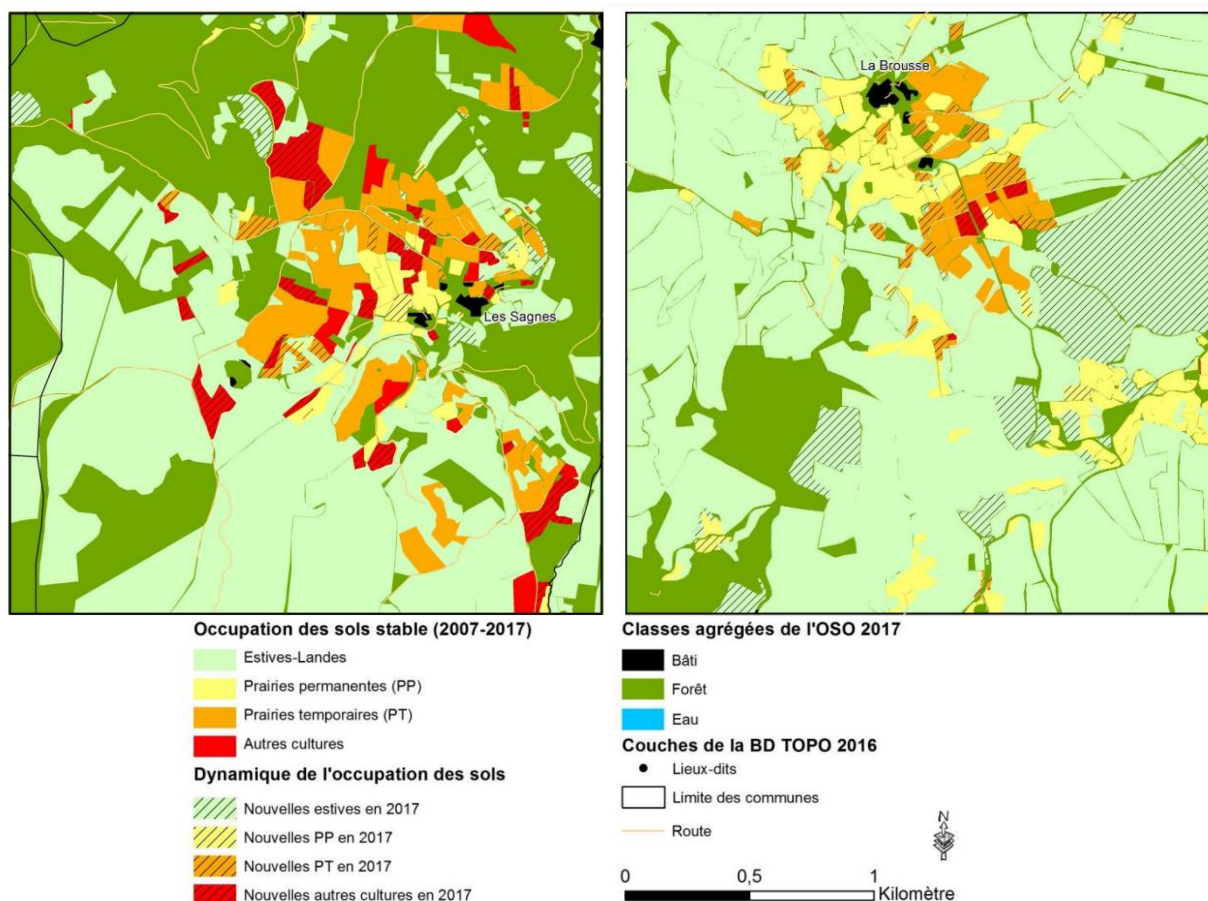 La Brousse
Les Sagnes
Occupation des sols stable (2007-2017)
Estives-Landes
Prairies permanentes (PP)
Prairies temporaires (PT)
Autres cultures
Dynamique de l'occupation des sols
Nouvelles estives en 2017
Nouvelles PP en 2017
Nouvelles PT en 2017
Nouvelles autres cultures en 2017
Classes agrégées de l'OSO 2017
Bâti
Forêt
Eau
Couches de la BD TOPO 2016
Lieux-dits
Limite des communes
Route
N
0 0,5 1
Kilomètre